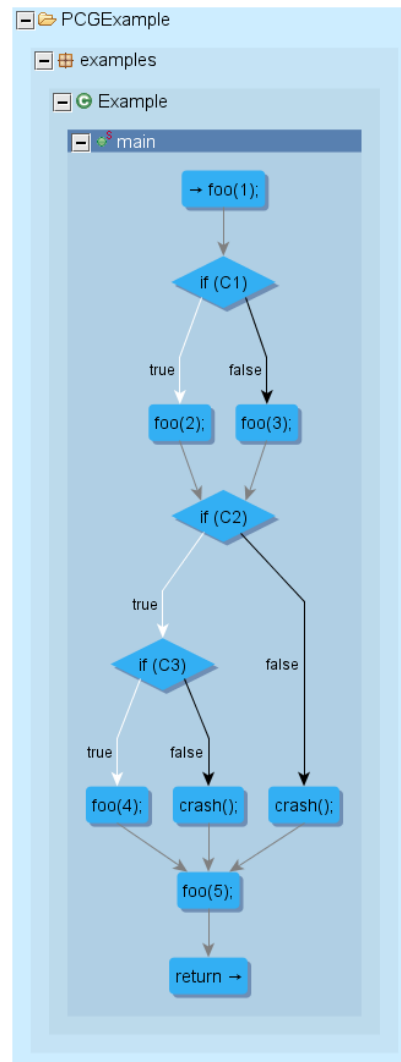 PCGExample
examples
Example
main
→ foo(1);
if (C1)
true
false
foo(2);
foo(3);
if (C2)
true
false
if (C3)
true
false
foo(4);
crash();
crash();
foo(5);
return →